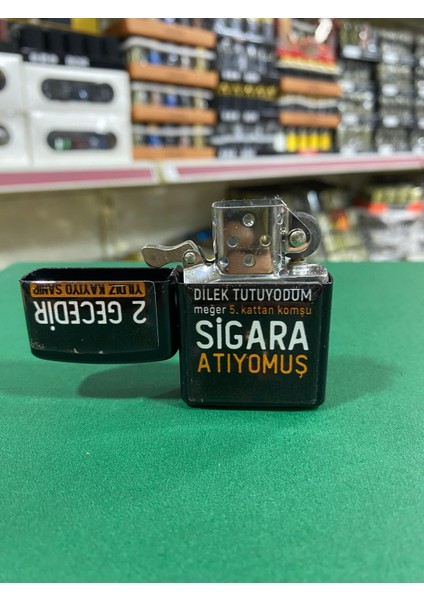 2 GECEDİR
YILDIZ KAYIYO SANIP
DİLEK TUTUYODUM
meğer 5. kattan komşu
SİGARA
ATIYOMUŞ